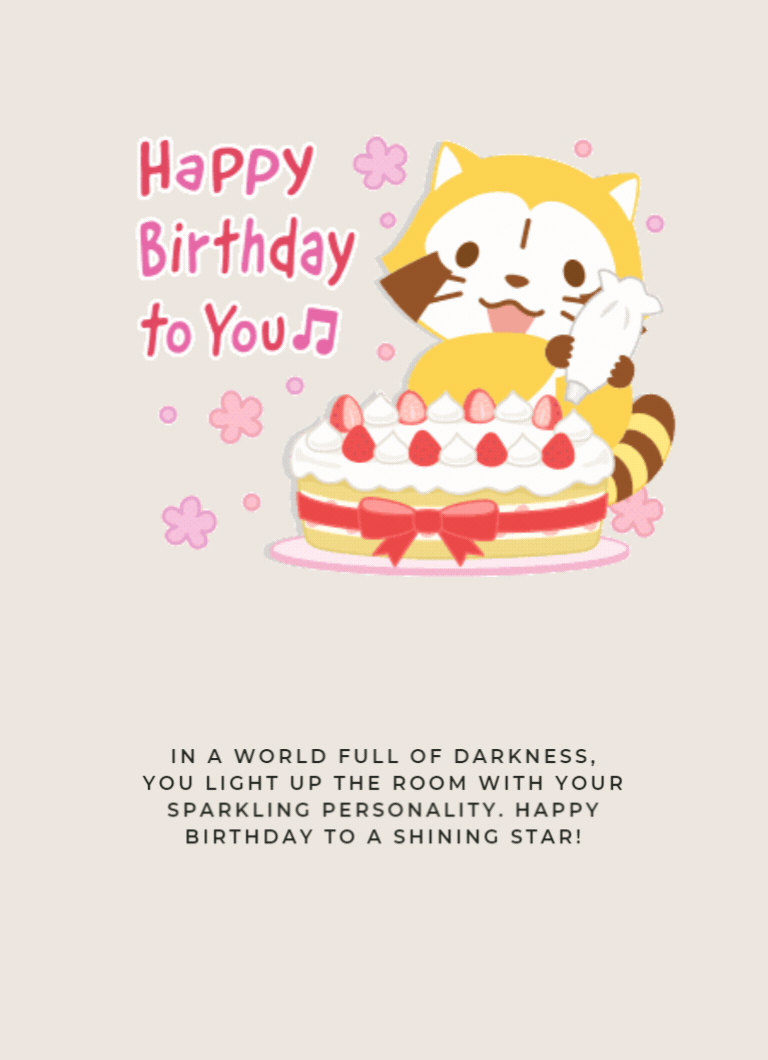 Happy
Birthday
to You♫
IN A WORLD FULL OF DARKNESS,
YOU LIGHT UP THE ROOM WITH YOUR
SPARKLING PERSONALITY. HAPPY
BIRTHDAY TO A SHINING STAR!